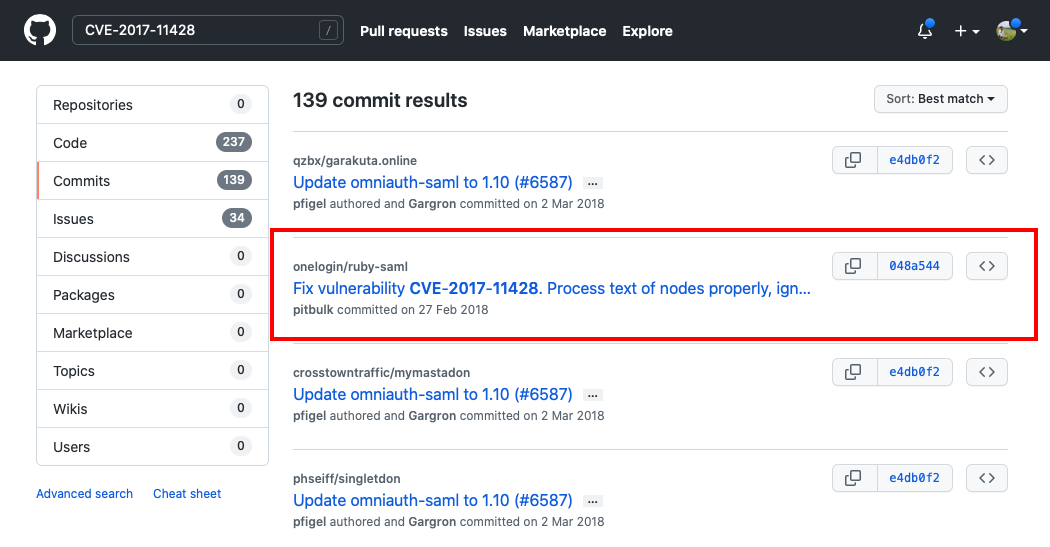 CVE-2017-11428 /
Pull requests Issues Marketplace Explore
Repositories 0
Code 237
Commits 139
Issues 34
Discussions 0
Packages 0
Marketplace 0
Topics 0
Wikis 0
Users 0
Advanced search Cheat sheet
139 commit results
Sort: Best match
qzbx/garakuta.online
Update omniauth-saml to 1.10 (#6587) …
pfigel authored and Gargron committed on 2 Mar 2018
e4db0f2
onelogin/ruby-saml
Fix vulnerability CVE-2017-11428. Process text of nodes properly, ign...
pitbulk committed on 27 Feb 2018
048a544
crosstowntraffic/mymastadon
Update omniauth-saml to 1.10 (#6587) …
pfigel authored and Gargron committed on 2 Mar 2018
e4db0f2
phseiff/singletdon
Update omniauth-saml to 1.10 (#6587) …
pfigel authored and Gargron committed on 2 Mar 2018
e4db0f2